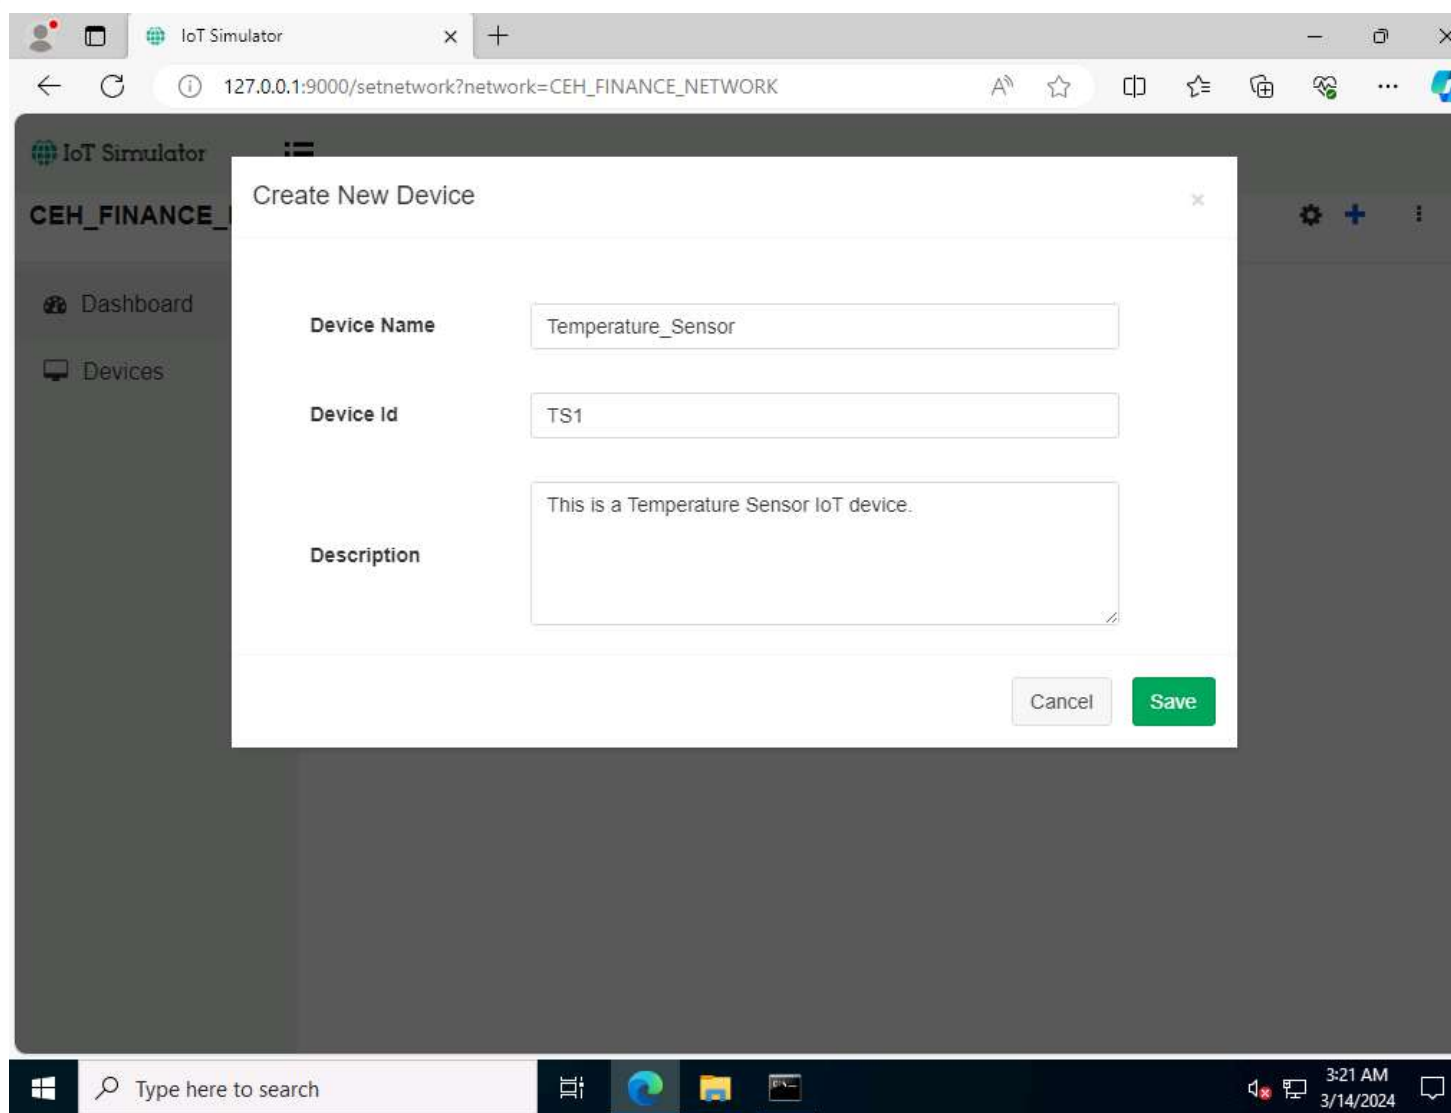 IoT Simulator
127.0.0.1:9000/setnetwork?network=CEH_FINANCE_NETWORK
IoT Simulator
CEH_FINANCE_
Create New Device
Dashboard
Devices
Device Name
Temperature_Sensor
Device Id
TS1
Description
This is a Temperature Sensor IoT device.
Cancel
Save
Type here to search
3:21 AM
3/14/2024